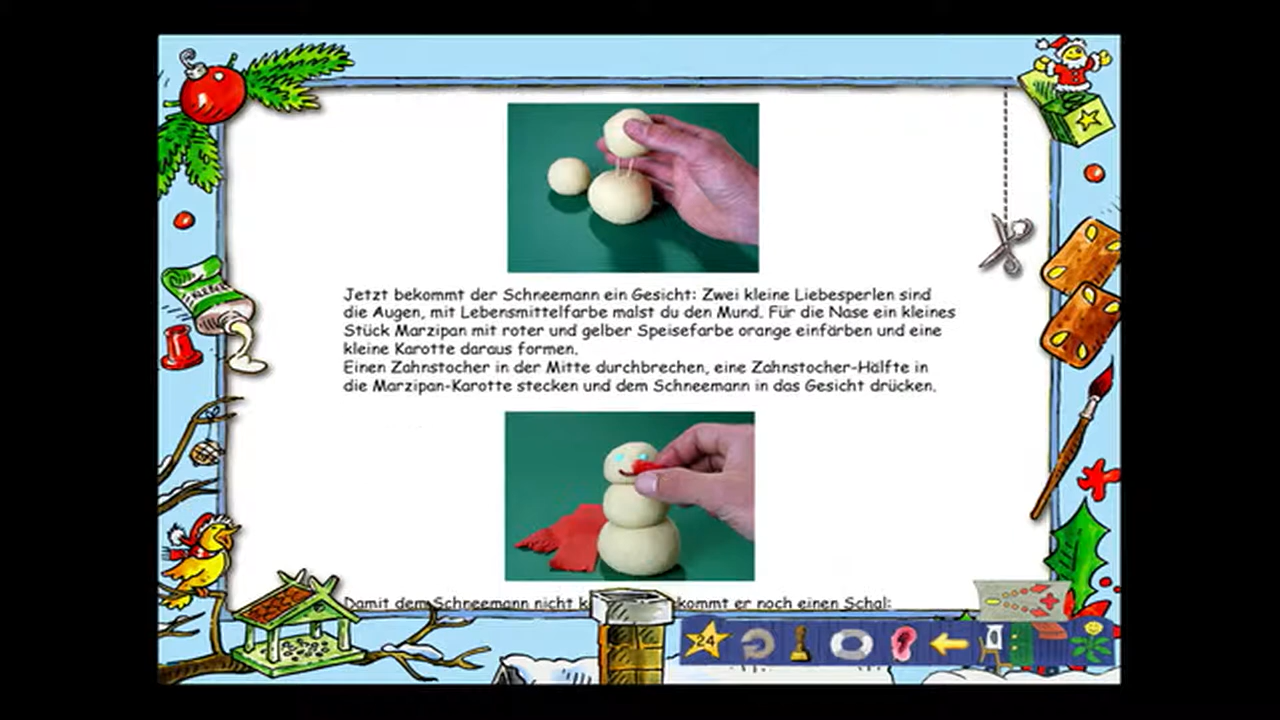 Jetzt bekommt der Schneemann ein Gesicht: Zwei kleine Liebesperlen sind
die Augen, mit Lebensmittelfarbe malst du den Mund. Für die Nase ein kleines
Stück Marzipan mit roter und gelber Speisefarbe orange einfärben und eine
kleine Karotte daraus formen.
Einen Zahnstocher in der Mitte durchbrechen, eine Zahnstocher-Hälfte in
die Marzipan-Karotte stecken und dem Schneemann in das Gesicht drücken.
Damit dem Schneemann nicht kommt er noch einen Schal:
24